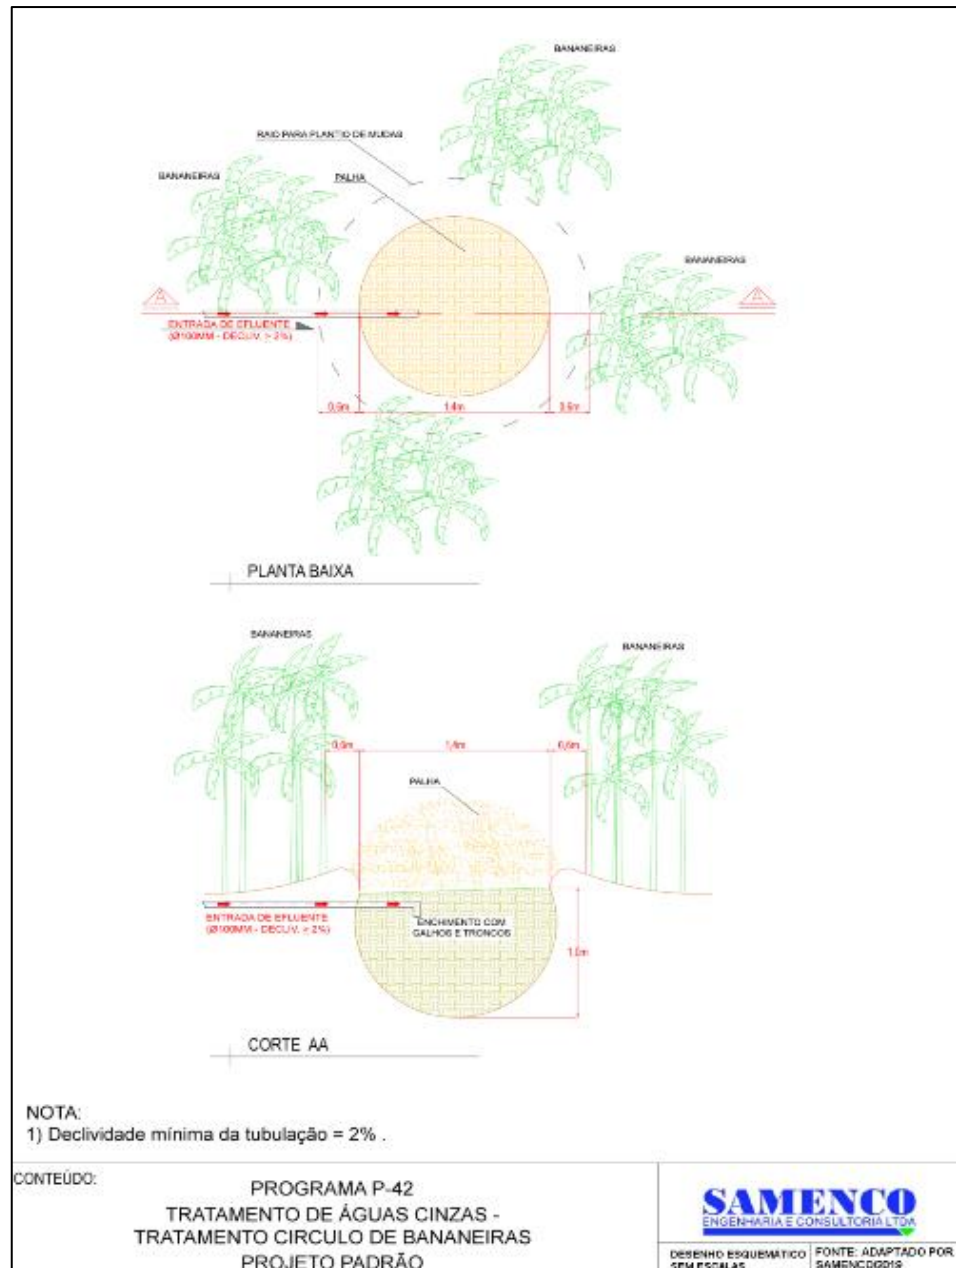 BANANEIRAS
RAIO PARA PLANTIO DE MUDAS
BANANEIRAS
PALHA
BANANEIRAS
A
A
ENTRADA DE EFLUENTE
(Ø100MM - DECLIV. > 2%)
0,6m
1,4m
0,6m
PLANTA BAIXA
BANANEIRAS
BANANEIRAS
0,6m
1,4m
0,6m
PALHA
ENTRADA DE EFLUENTE
(Ø100MM - DECLIV. > 2%)
ENCHIMENTO COM
GALHOS E TRONCOS
1,0m
CORTE AA
NOTA:
1) Declividade mínima da tubulação = 2% .
CONTEÚDO:
PROGRAMA P-42
TRATAMENTO DE ÁGUAS CINZAS -
TRATAMENTO CIRCULO DE BANANEIRAS
PROJETO PADRÃO
SAMENCO
ENGENHARIA E CONSULTORIA LTDA
DESENHO ESQUEMÁTICO
SEM ESCALAS
FONTE: ADAPTADO POR
SAMENCO/2019